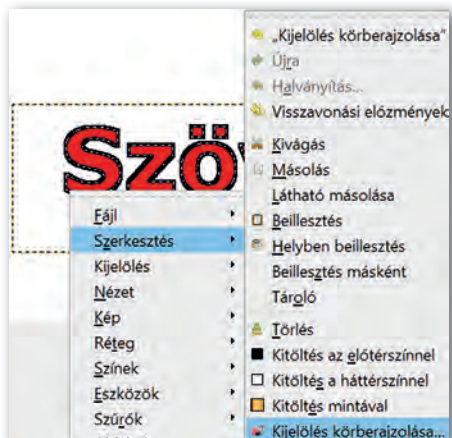 Szö
Fájl
Szerkesztés
Kijelölés
Nézet
Kép
Réteg
Színek
Eszközök
Szűrők
„Kijelölés körberajzolása”
Újra
Halványítás...
Visszavonási előzmények
Kivágás
Másolás
Látható másolása
Beillesztés
Helyben beillesztés
Beillesztés másként
Tároló
Törlés
Kitöltés az előtérszínnel
Kitöltés a háttérszínnel
Kitöltés mintával
Kijelölés körberajzolása...